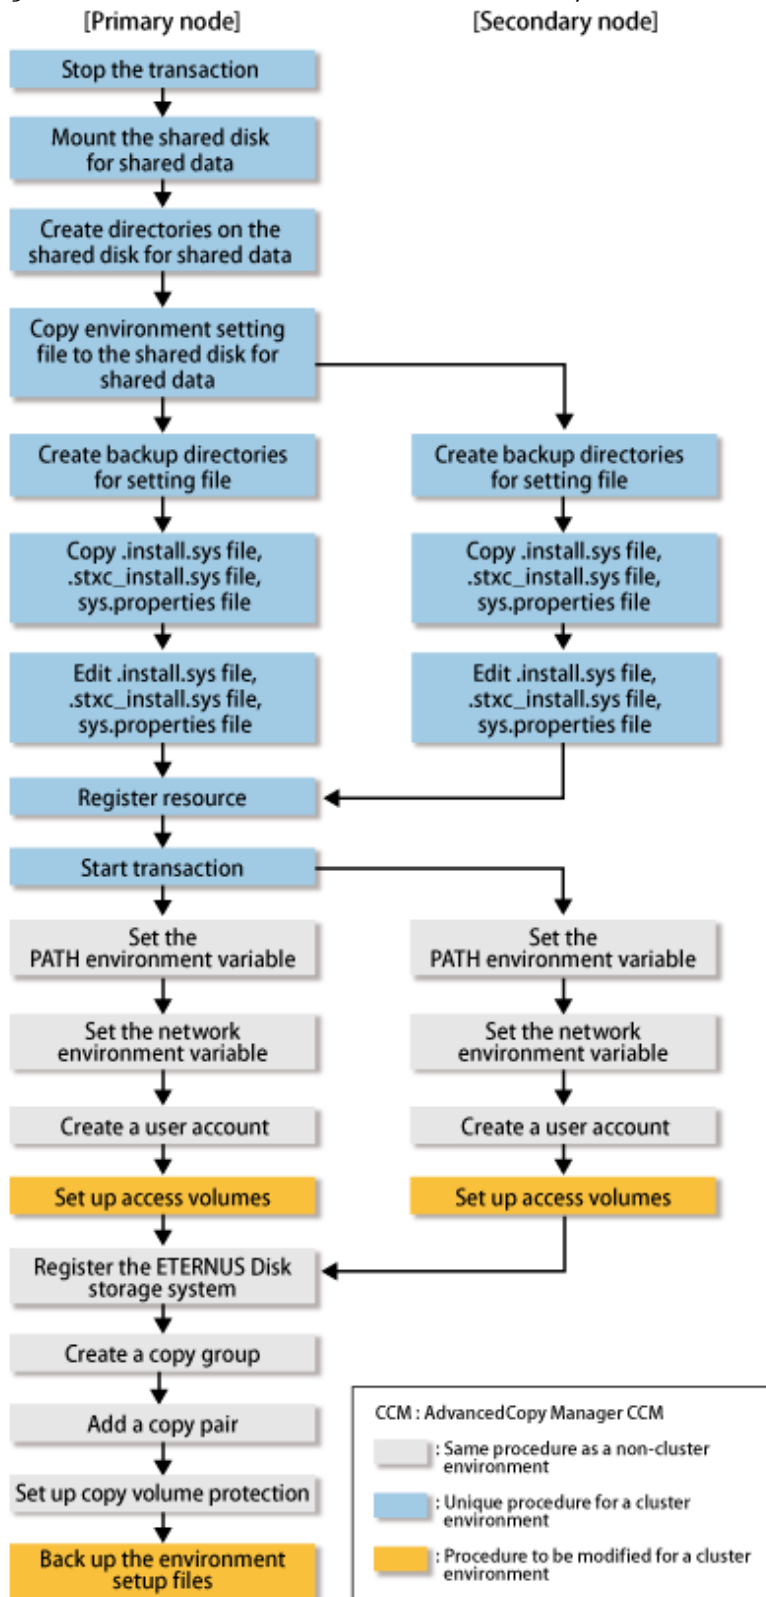 [Primary node]
[Secondary node]
Stop the transaction
Mount the shared disk
for shared data
Create directories on the
shared disk for shared data
Copy environment setting
file to the shared disk for
shared data
Create backup directories
for setting file
Create backup directories
for setting file
Copy .install.sys file,
.stxc_install.sys file,
sys.properties file
Copy .install.sys file,
.stxc_install.sys file,
sys.properties file
Edit .install.sys file,
.stxc_install.sys file,
sys.properties file
Edit .install.sys file,
.stxc_install.sys file,
sys.properties file
Register resource
Start transaction
Set the
PATH environment variable
Set the
PATH environment variable
Set the network
environment variable
Set the network
environment variable
Create a user account
Create a user account
Set up access volumes
Set up access volumes
Register the ETERNUS Disk
storage system
Create a copy group
Add a copy pair
Set up copy volume protection
Back up the environment
setup files
CCM : AdvancedCopy Manager CCM
: Same procedure as a non-cluster
environment
: Unique procedure for a cluster
environment
: Procedure to be modified for a cluster
environment